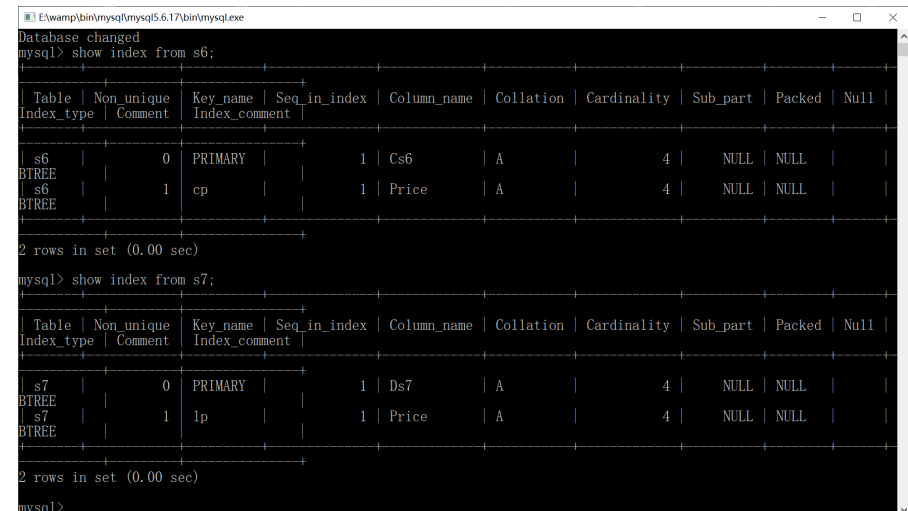 E:\wamp\bin\mysql\mysql5.6.17\bin\mysql.exe
Database changed
mysql> show index from s6;
| Table | Non_unique | Key_name | Seq_in_index | Column_name | Collation | Cardinality | Sub_part | Packed | Null |
Index_type | Comment | Index_comment |
| s6 | 0 | PRIMARY | 1 | Cs6 | A | 4 | NULL | NULL | |
BTREE | | |
| s6 | 1 | cp | 1 | Price | A | 4 | NULL | NULL | |
BTREE | | |
2 rows in set (0.00 sec)
mysql> show index from s7;
| Table | Non_unique | Key_name | Seq_in_index | Column_name | Collation | Cardinality | Sub_part | Packed | Null |
Index_type | Comment | Index_comment |
| s7 | 0 | PRIMARY | 1 | Ds7 | A | 4 | NULL | NULL | |
BTREE | | |
| s7 | 1 | lp | 1 | Price | A | 4 | NULL | NULL | |
BTREE | | |
2 rows in set (0.00 sec)
mysql>